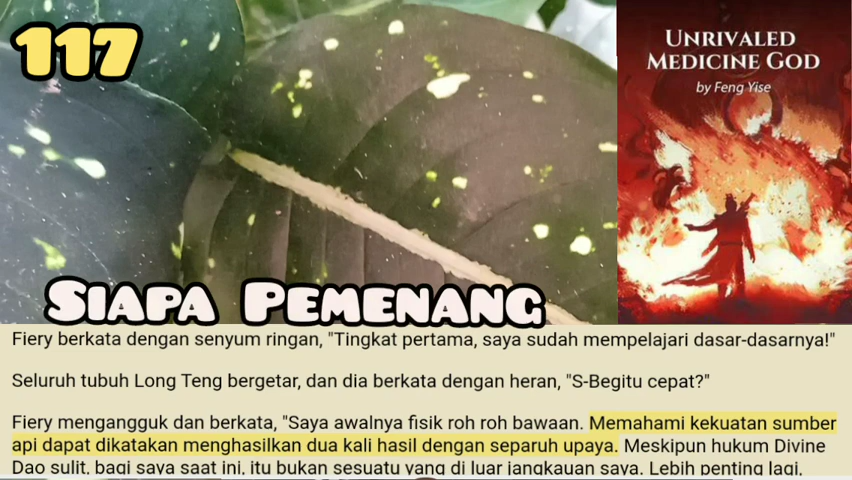 117
UNRIVALED
MEDICINE GOD
by Feng Yise
SIAPA PEMENANG
Fiery berkata dengan senyum ringan, "Tingkat pertama, saya sudah mempelajari dasar-dasarnya!"
Seluruh tubuh Long Teng bergetar, dan dia berkata dengan heran, "S-Begitu cepat?"
Fiery mengangguk dan berkata, "Saya awalnya fisik roh roh bawaan. Memahami kekuatan sumber
api dapat dikatakan menghasilkan dua kali hasil dengan separuh upaya. Meskipun hukum Divine
Dao sulit, bagi saya saat ini, itu bukan sesuatu yang di luar jangkauan saya. Lebih penting lagi,